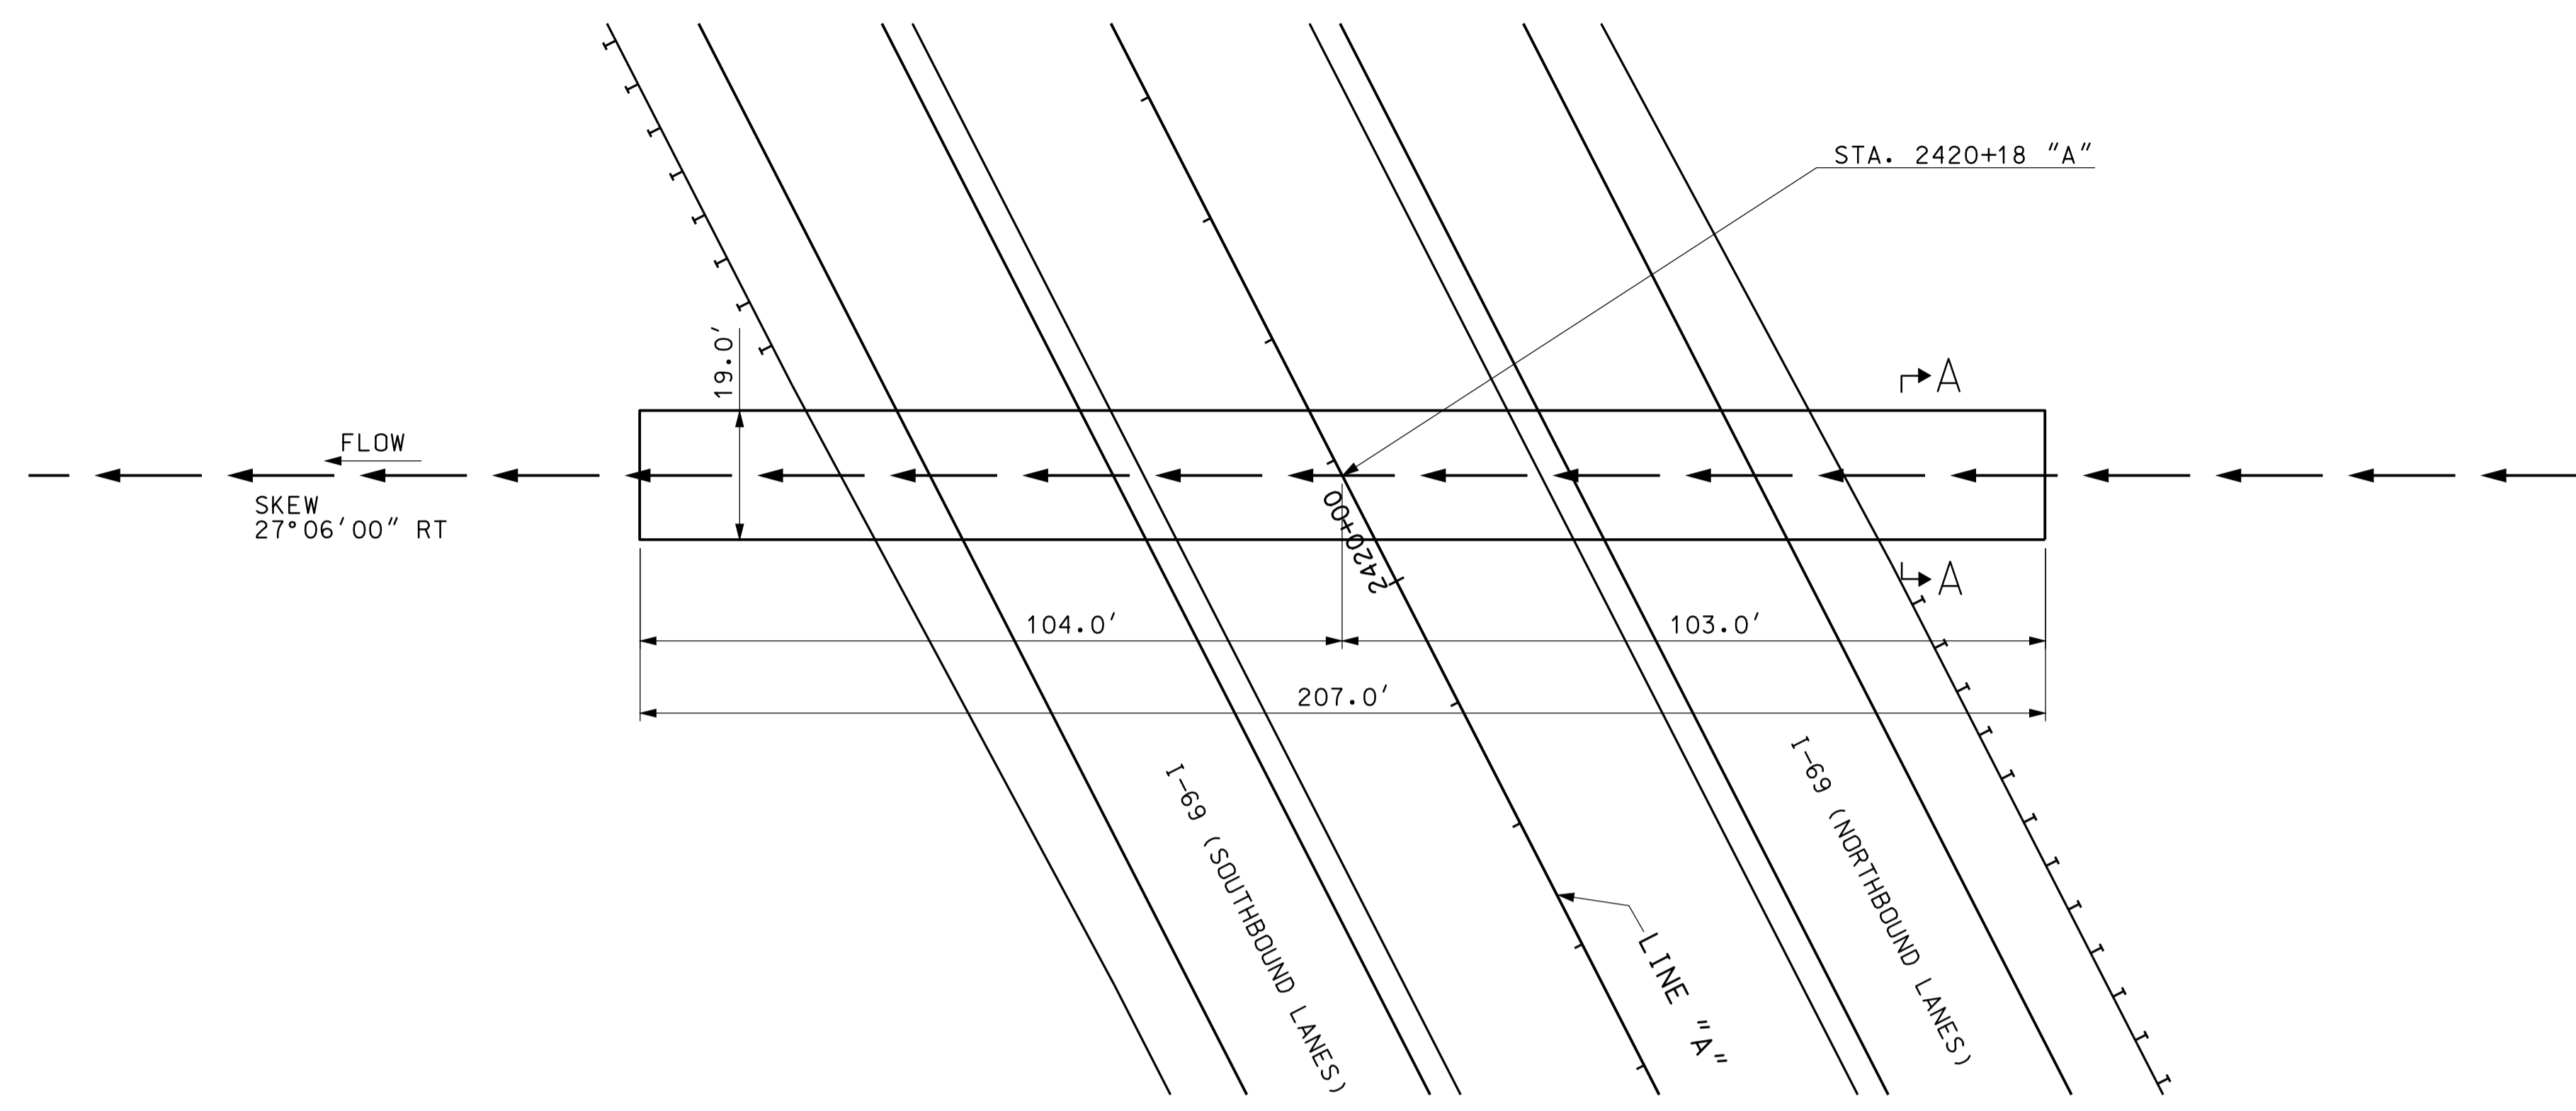 STA. 2420+18 "A"
19.0'
A
FLOW
SKEW
27°06'00" RT
2420+00
A
104.0'
103.0'
207.0'
I-69 (SOUTHBOUND LANES)
I-69 (NORTHBOUND LANES)
LINE "A"